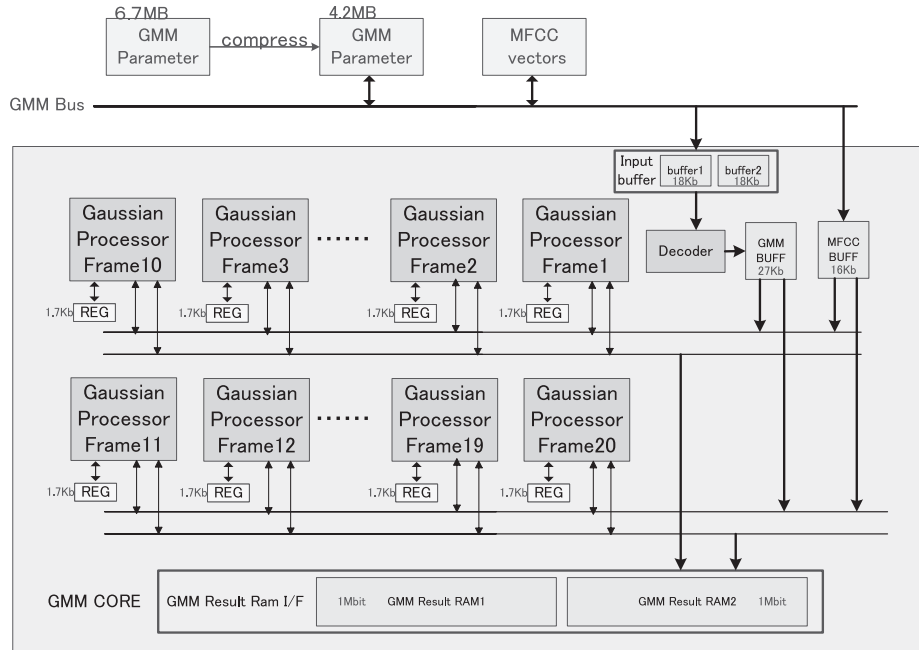 6.7MB
GMM
Parameter
compress
4.2MB
GMM
Parameter
MFCC
vectors
GMM Bus
Input
buffer
buffer1
18Kb
buffer2
18Kb
Gaussian
Processor
Frame10
Gaussian
Processor
Frame3
......
Gaussian
Processor
Frame2
Gaussian
Processor
Frame1
Decoder
GMM
BUFF
27Kb
MFCC
BUFF
16Kb
1.7Kb REG
1.7Kb REG
1.7Kb REG
1.7Kb REG
Gaussian
Processor
Frame11
Gaussian
Processor
Frame12
......
Gaussian
Processor
Frame19
Gaussian
Processor
Frame20
1.7Kb REG
1.7Kb REG
1.7Kb REG
1.7Kb REG
GMM CORE
GMM Result Ram I/F
1Mbit GMM Result RAM1
GMM Result RAM2 1Mbit